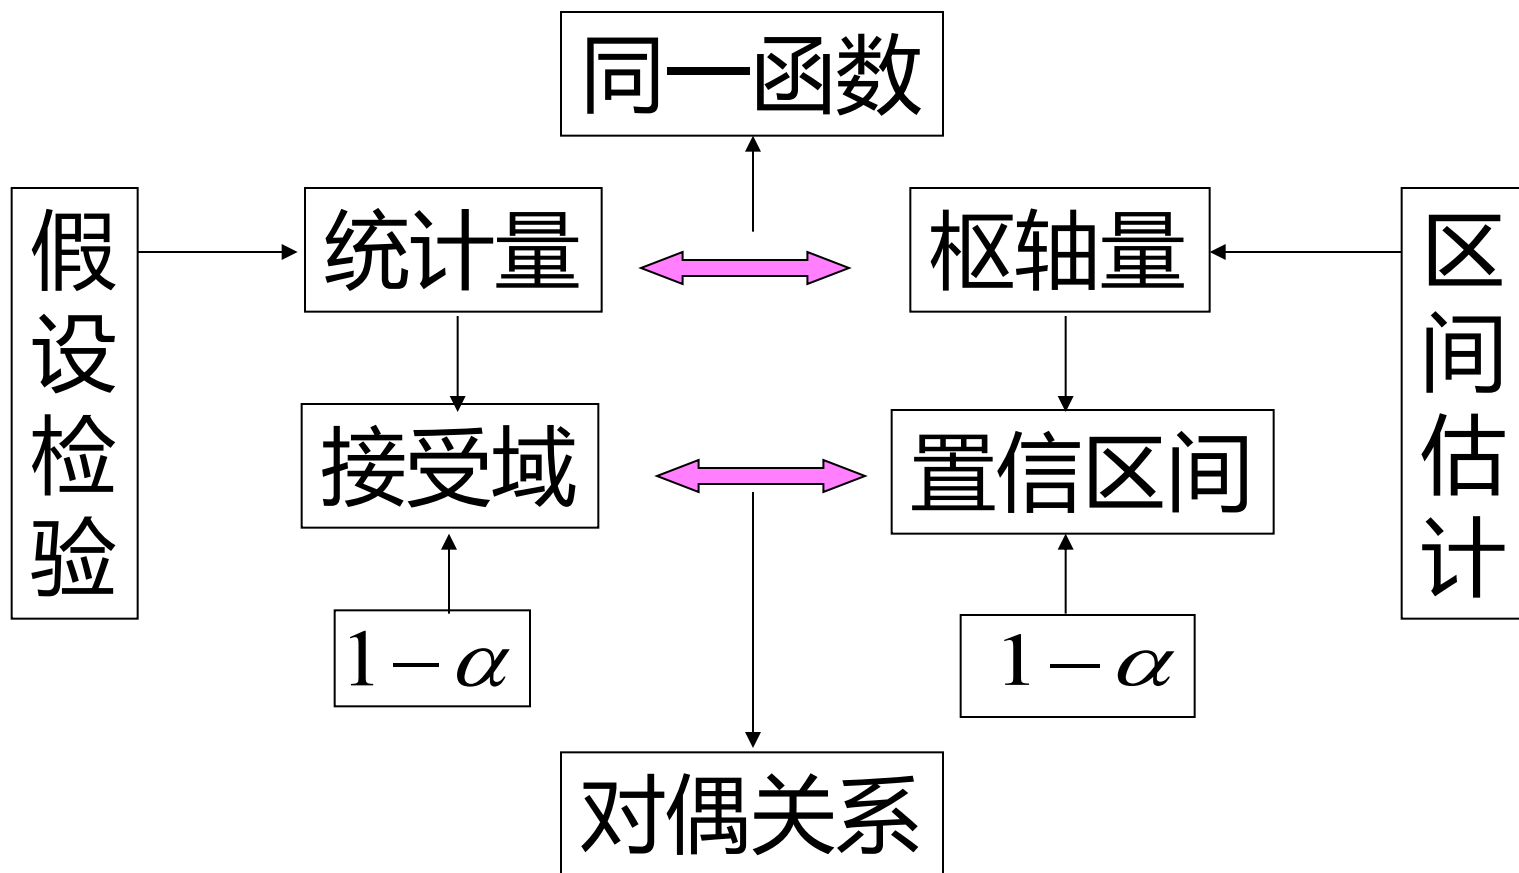 同一函数
假设检验
统计量
枢轴量
区间估计
接受域
置信区间
1 − α
1 − α
对偶关系